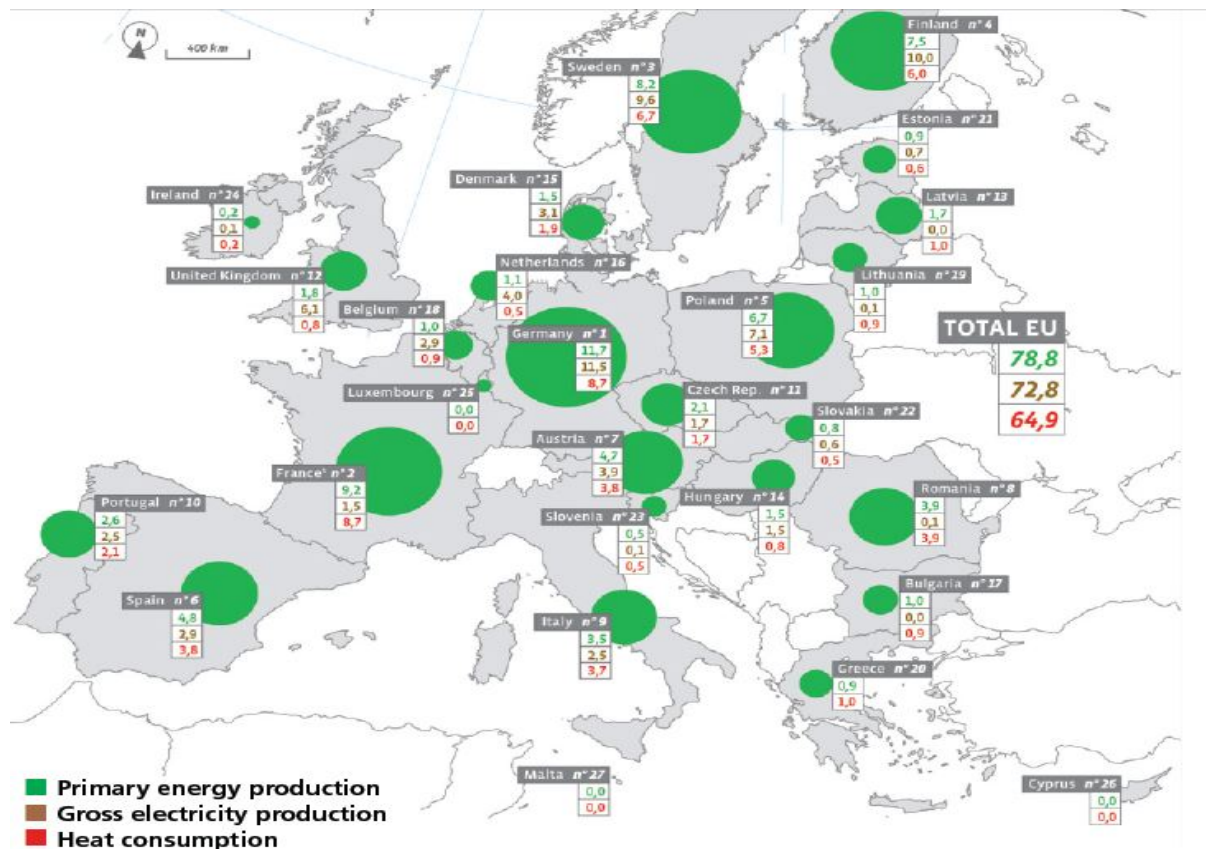 N
400 km
Finland n°4
7,5
10,0
6,0
Sweden n°3
8,2
9,6
6,7
Estonia n°21
0,9
0,7
0,6
Denmark n°15
1,5
3,1
1,9
Ireland n°24
0,2
0,1
0,2
Latvia n°13
1,7
0,0
1,0
United Kingdom n°12
1,8
6,1
0,8
Netherlands n°16
1,1
4,0
0,5
Lithuania n°19
1,0
0,1
0,9
Belgium n°18
1,0
2,9
0,9
Poland n°5
6,7
7,1
5,3
Germany n°1
11,7
11,5
8,7
TOTAL EU
78,8
72,8
64,9
Luxembourg n°25
0,0
0,0
Czech Rep. n°11
2,1
1,7
1,7
Slovakia n°22
0,8
0,6
0,5
Austria n°7
4,7
3,9
3,8
France¹ n°2
9,2
1,5
8,7
Hungary n°14
1,5
1,5
0,8
Romania n°8
3,9
0,1
3,9
Portugal n°10
2,6
2,5
2,1
Slovenia n°23
0,5
0,1
0,5
Bulgaria n°17
1,0
0,0
0,9
Spain n°6
4,8
2,9
3,8
Italy n°9
3,5
2,5
3,7
Greece n°20
0,9
1,0
Malta n°27
0,0
0,0
Cyprus n°26
0,0
0,0
Primary energy production
Gross electricity production
Heat consumption